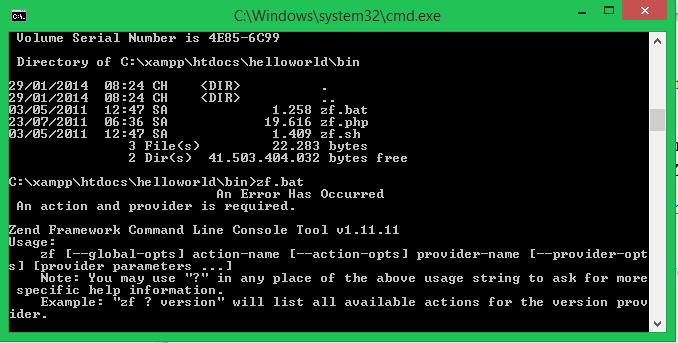 C:\Windows\system32\cmd.exe
Volume Serial Number is 4E85-6C99
Directory of C:\xampp\htdocs\helloworld\bin
29/01/2014 08:24 CH <DIR> .
29/01/2014 08:24 CH <DIR> ..
03/05/2011 12:47 SA 1.258 zf.bat
23/07/2011 06:36 SA 19.616 zf.php
03/05/2011 12:47 SA 1.409 zf.sh
3 File(s) 22.283 bytes
2 Dir(s) 41.503.404.032 bytes free
C:\xampp\htdocs\helloworld\bin>zf.bat
An Error Has Occurred
An action and provider is required.
Zend Framework Command Line Console Tool v1.11.11
Usage:
zf [--global-opts] action-name [--action-opts] provider-name [--provider-opt
s] [provider parameters ...]
Note: You may use "?" in any place of the above usage string to ask for more
specific help information.
Example: "zf ? version" will list all available actions for the version prov
ider.